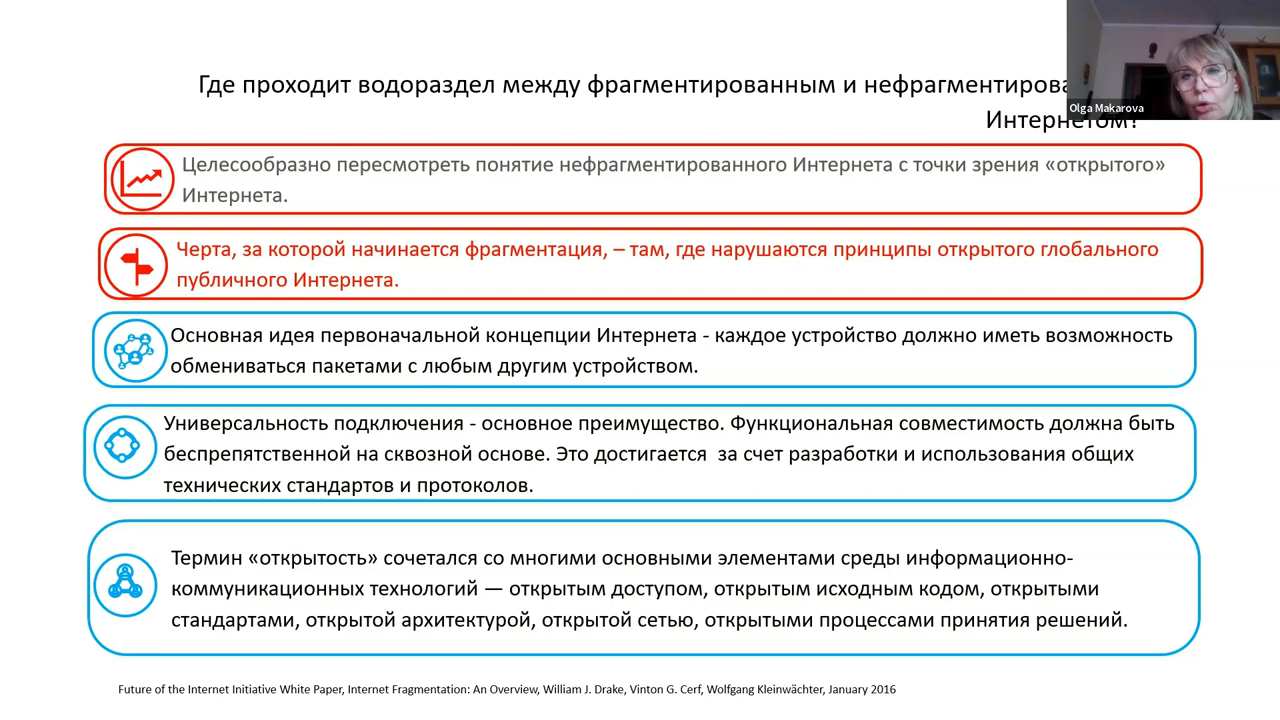 Где проходит водораздел между фрагментированным и
Интернетом?
Olga Makarova
Целесообразно пересмотреть понятие нефрагментированного Интернета с точки зрения «открытого»
Интернета.
Черта, за которой начинается фрагментация, – там, где нарушаются принципы открытого глобального
публичного Интернета.
Основная идея первоначальной концепции Интернета - каждое устройство должно иметь возможность
обмениваться пакетами с любым другим устройством.
Универсальность подключения - основное преимущество. Функциональная совместимость должна быть
беспрепятственной на сквозной основе. Это достигается за счет разработки и использования общих
технических стандартов и протоколов.
Термин «открытость» сочетался со многими основными элементами среды информационно-
коммуникационных технологий — открытым доступом, открытым исходным кодом, открытыми
стандартами, открытой архитектурой, открытой сетью, открытыми процессами принятия решений.
Future of the Internet Initiative White Paper, Internet Fragmentation: An Overview, William J. Drake, Vinton G. Cerf, Wolfgang Kleinwächter, January 2016